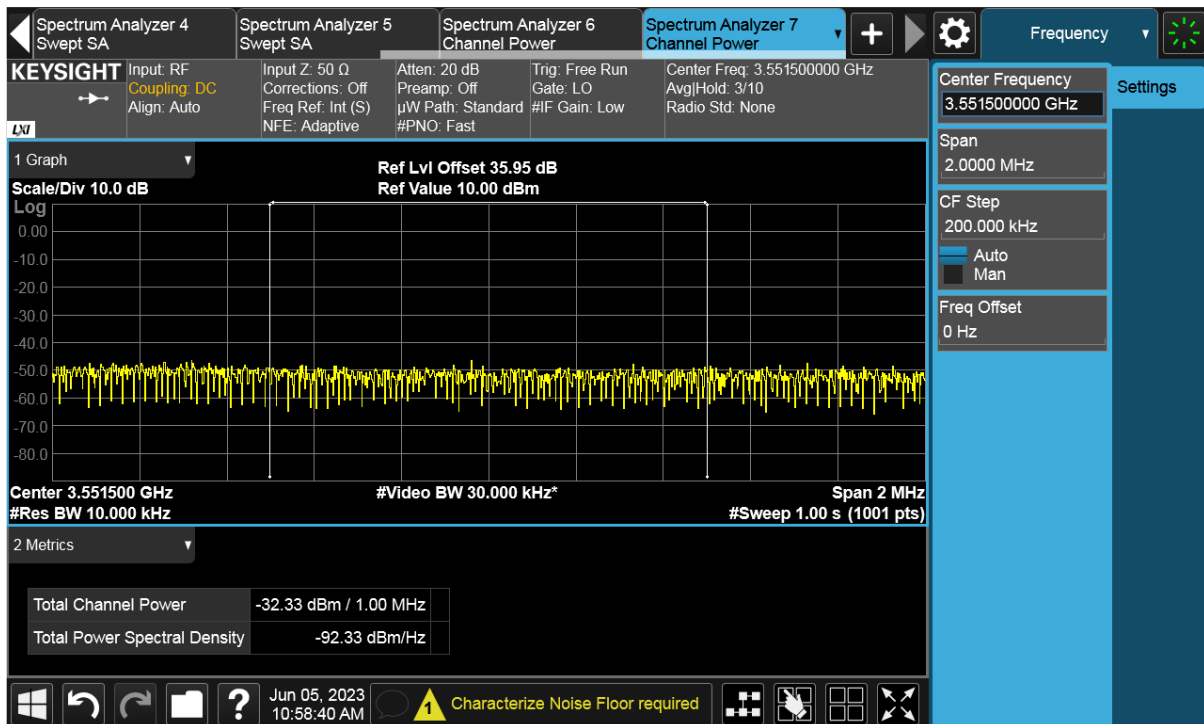 Spectrum Analyzer 4
Swept SA
Spectrum Analyzer 5
Swept SA
Spectrum Analyzer 6
Channel Power
Spectrum Analyzer 7
Channel Power
+
Frequency
KEYSIGHT
LXI
Input: RF
Coupling: DC
Align: Auto
Input Z: 50 Ω
Corrections: Off
Freq Ref: Int (S)
NFE: Adaptive
Atten: 20 dB
Preamp: Off
µW Path: Standard
#PNO: Fast
Trig: Free Run
Gate: LO
#IF Gain: Low
Center Freq: 3.551500000 GHz
Avg|Hold: 3/10
Radio Std: None
Center Frequency
3.551500000 GHz
Settings
Span
2.0000 MHz
CF Step
200.000 kHz
Auto
Man
Freq Offset
0 Hz
1 Graph
Scale/Div 10.0 dB
Ref Lvl Offset 35.95 dB
Ref Value 10.00 dBm
Log
0.00
-10.0
-20.0
-30.0
-40.0
-50.0
-60.0
-70.0
-80.0
Center 3.551500 GHz
#Res BW 10.000 kHz
#Video BW 30.000 kHz*
Span 2 MHz
#Sweep 1.00 s (1001 pts)
2 Metrics
Total Channel Power -32.33 dBm / 1.00 MHz
Total Power Spectral Density -92.33 dBm/Hz
?
Jun 05, 2023
10:58:40 AM
1
Characterize Noise Floor required